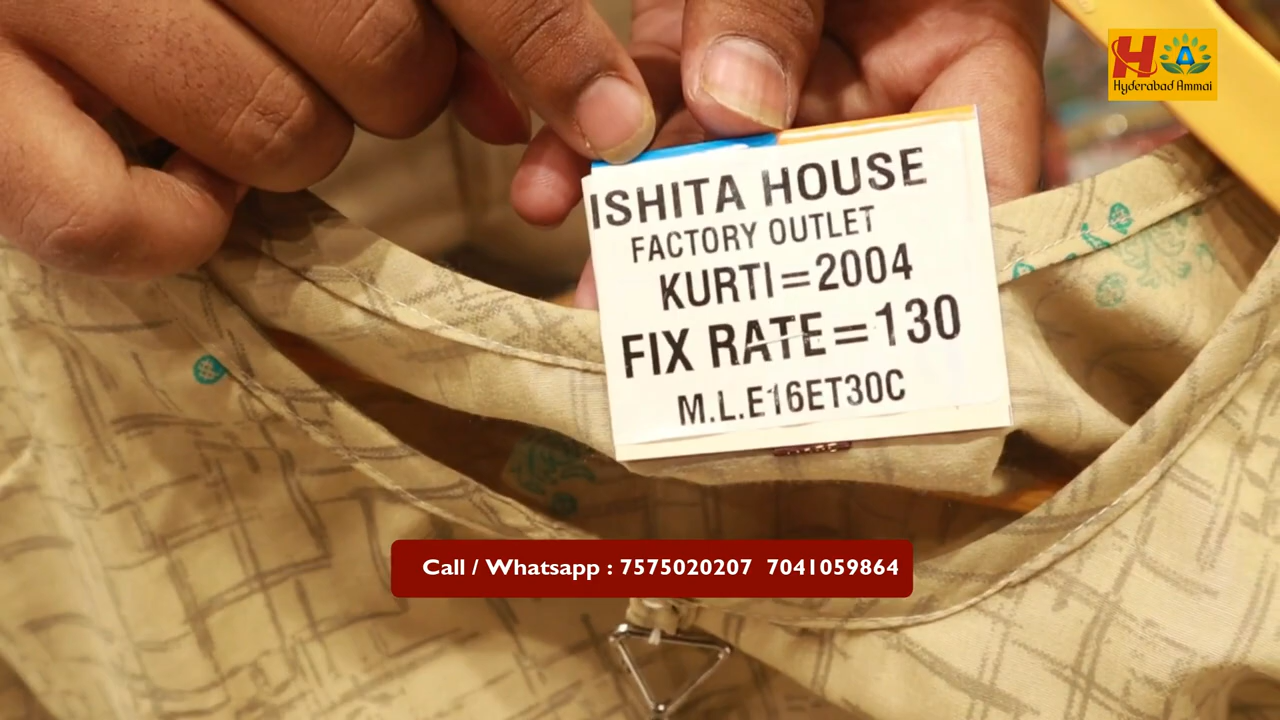 H A
Hyderabad Ammai
ISHITA HOUSE
FACTORY OUTLET
KURTI=2004
FIX RATE=130
M.L.E16ET30C
Call / Whatsapp : 7575020207 7041059864